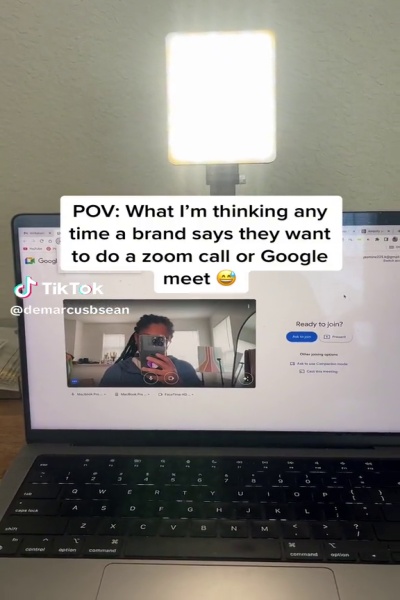 POV: What I’m thinking any
time a brand says they want
to do a zoom call or Google
meet 😅
TikTok
@demarcusbsean
Google
Ready to join?
Ask to join
Present
Other joining options
Ask to use Companion mode
Cast this meeting
tab
Q W E R T Y U I O P
caps lock
A S D F G H J K L
shift
Z X C V B N M
control
option
command
command
option